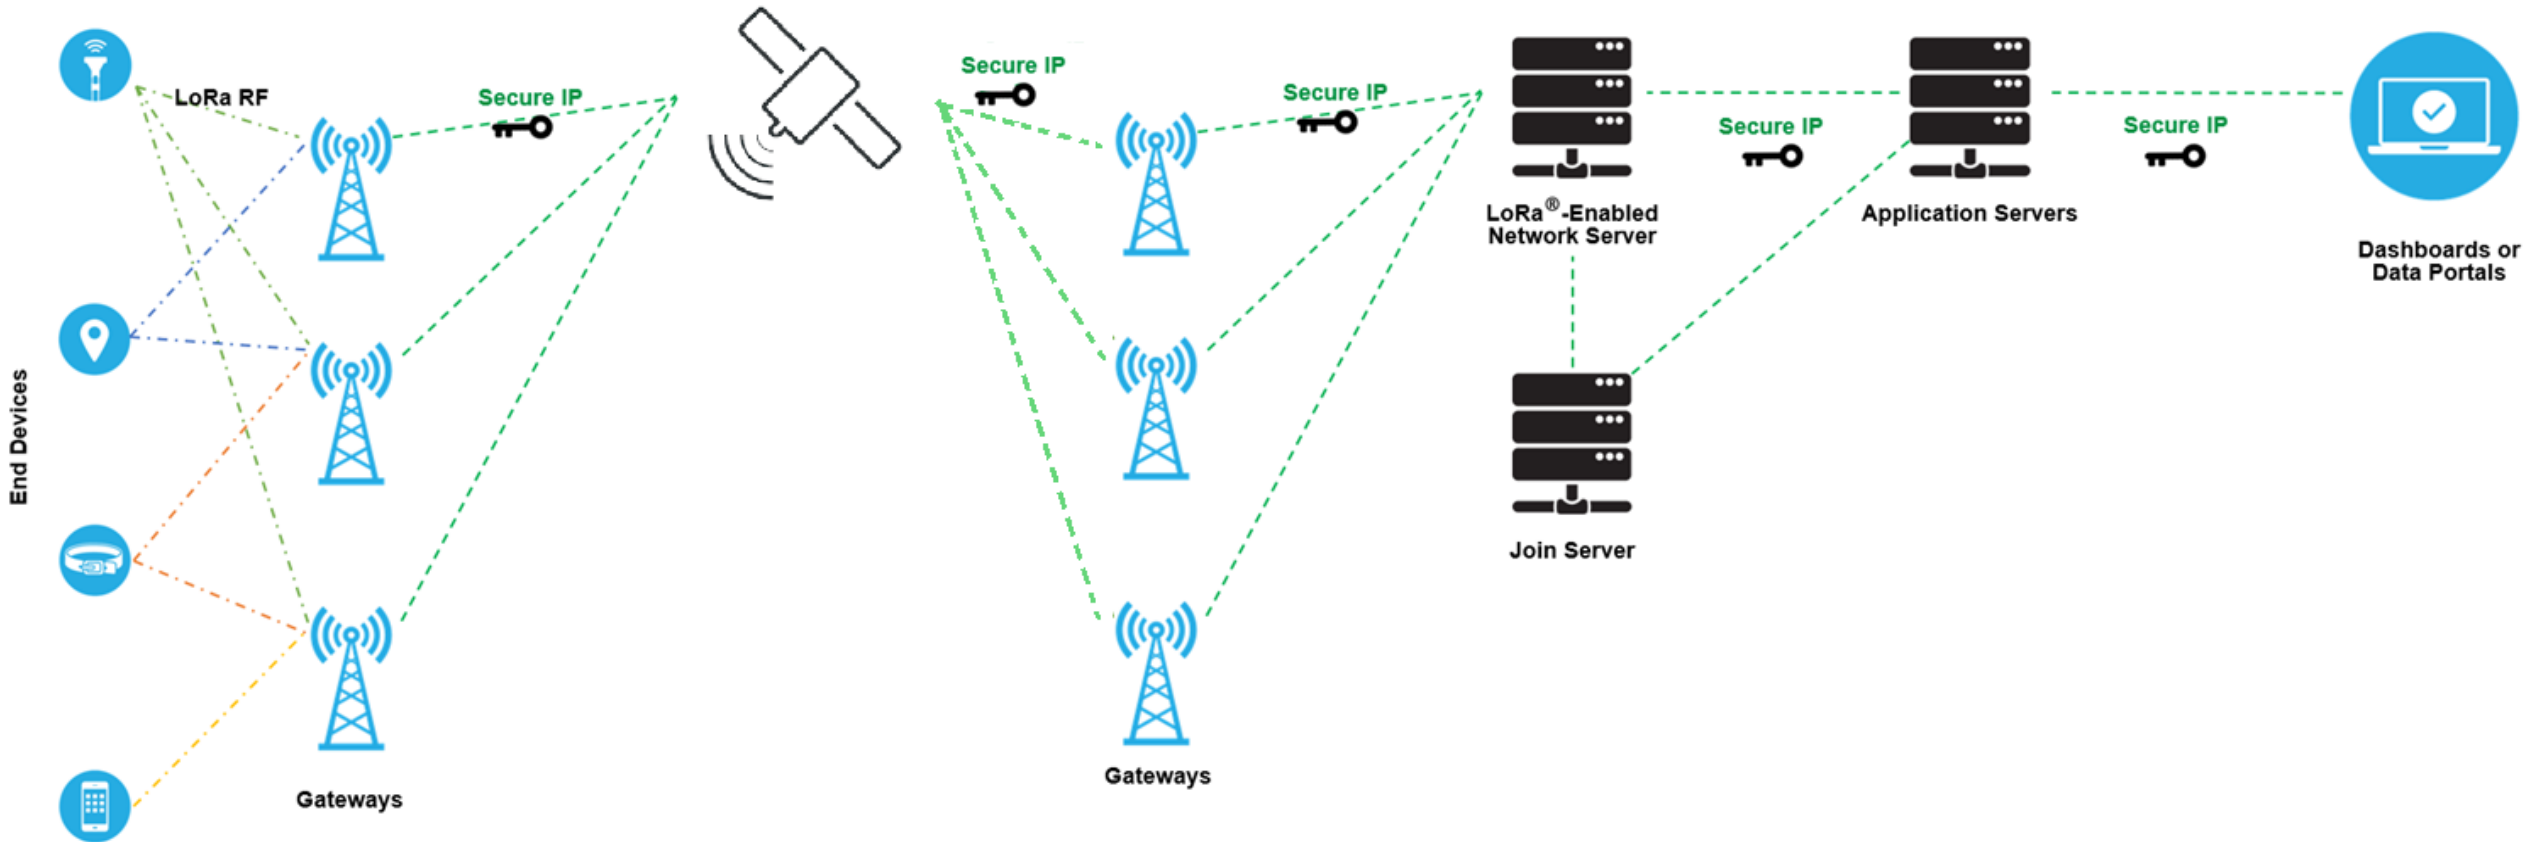 LoRa RF
Secure IP
Secure IP
Secure IP
Secure IP
Secure IP
LoRa®-Enabled
Network Server
Application Servers
Dashboards or
Data Portals
End Devices
Join Server
Gateways
Gateways